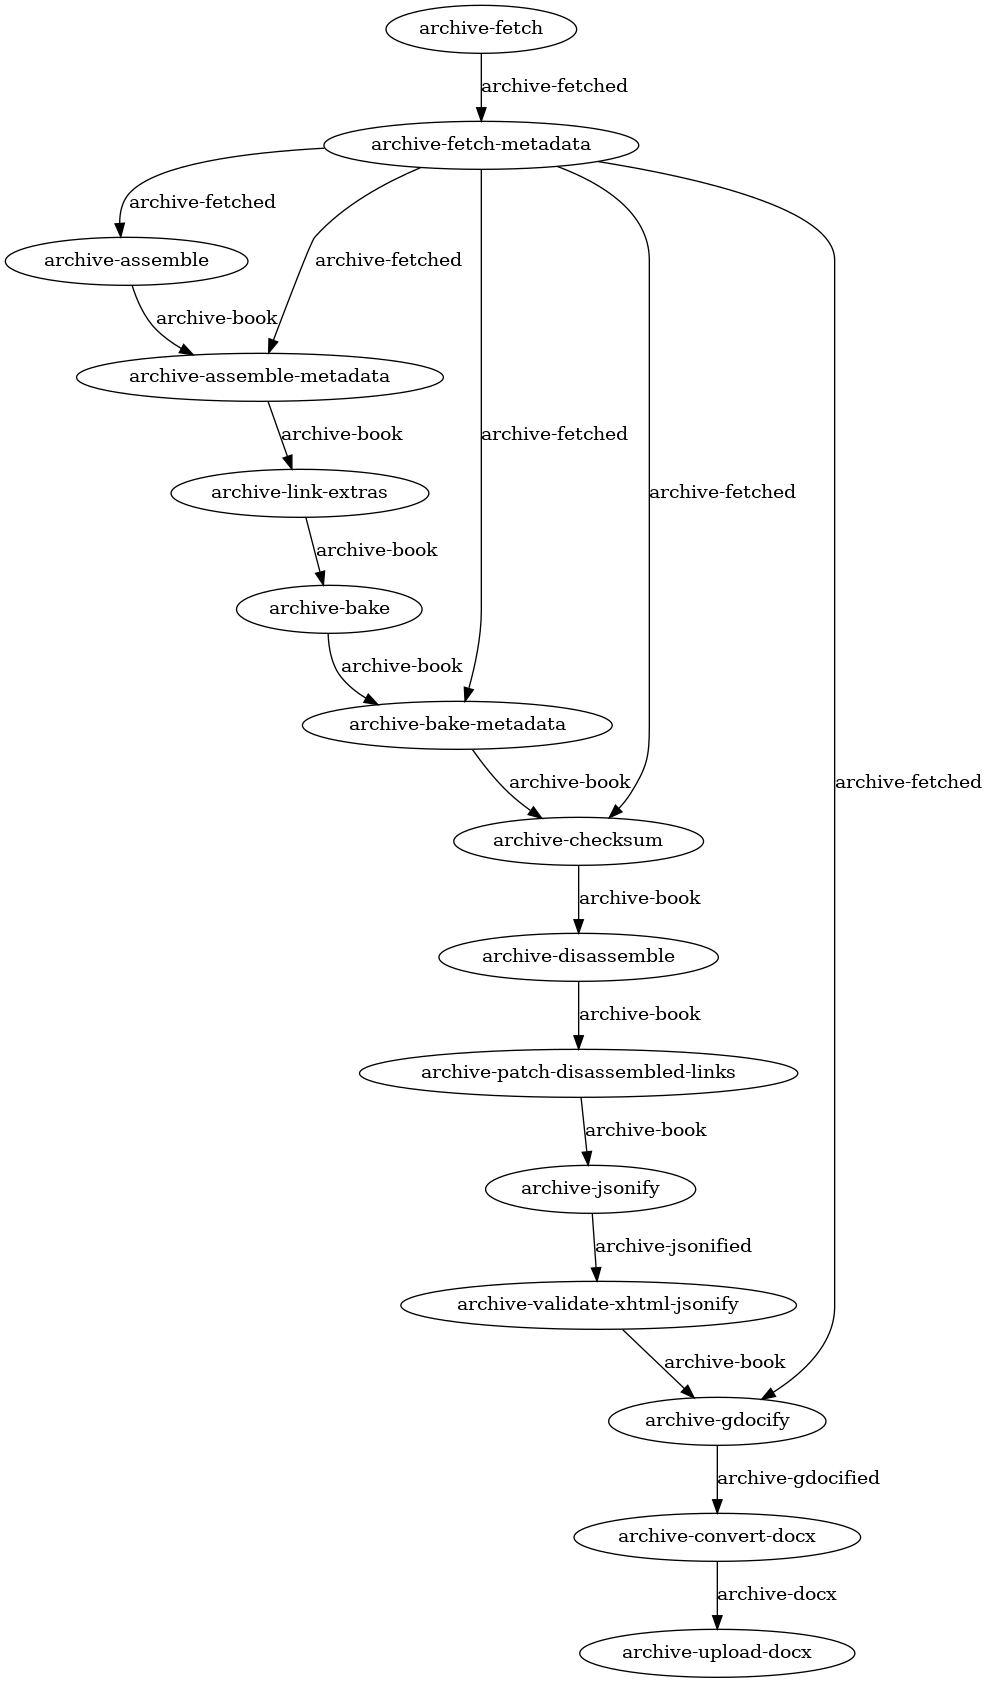 archive-fetch
archive-fetched
archive-fetch-metadata
archive-fetched
archive-assemble
archive-fetched
archive-book
archive-assemble-metadata
archive-book
archive-fetched
archive-link-extras
archive-fetched
archive-book
archive-bake
archive-book
archive-bake-metadata
archive-book
archive-fetched
archive-checksum
archive-book
archive-disassemble
archive-book
archive-patch-disassembled-links
archive-book
archive-jsonify
archive-jsonified
archive-validate-xhtml-jsonify
archive-book
archive-gdocify
archive-gdocified
archive-convert-docx
archive-docx
archive-upload-docx